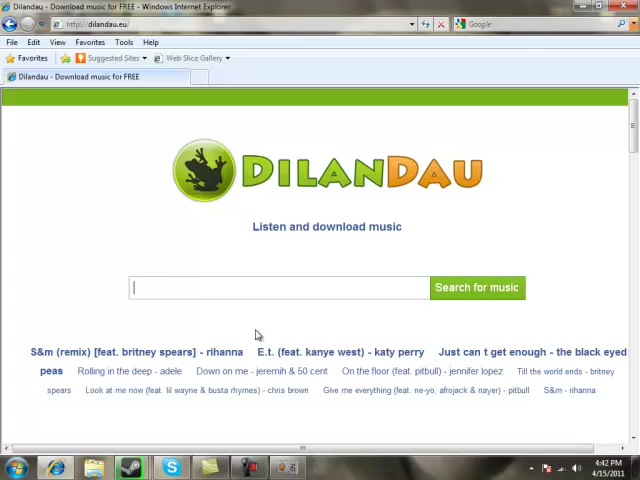 Dilandau - Download music for FREE - Windows Internet Explorer
http://dilandau.eu/
Google
File Edit View Favorites Tools Help
Favorites Suggested Sites Web Slice Gallery
Dilandau - Download music for FREE
DILANDAU
Listen and download music
Search for music
S&m (remix) [feat. britney spears] - rihanna E.t. (feat. kanye west) - katy perry Just can t get enough - the black eyed
peas Rolling in the deep - adele Down on me - jeremih & 50 cent On the floor (feat. pitbull) - jennifer lopez Till the world ends - britney
spears Look at me now (feat. lil wayne & busta rhymes) - chris brown Give me everything (feat. ne-yo, afrojack & nayer) - pitbull S&m - rihanna
4:42 PM
4/15/2011